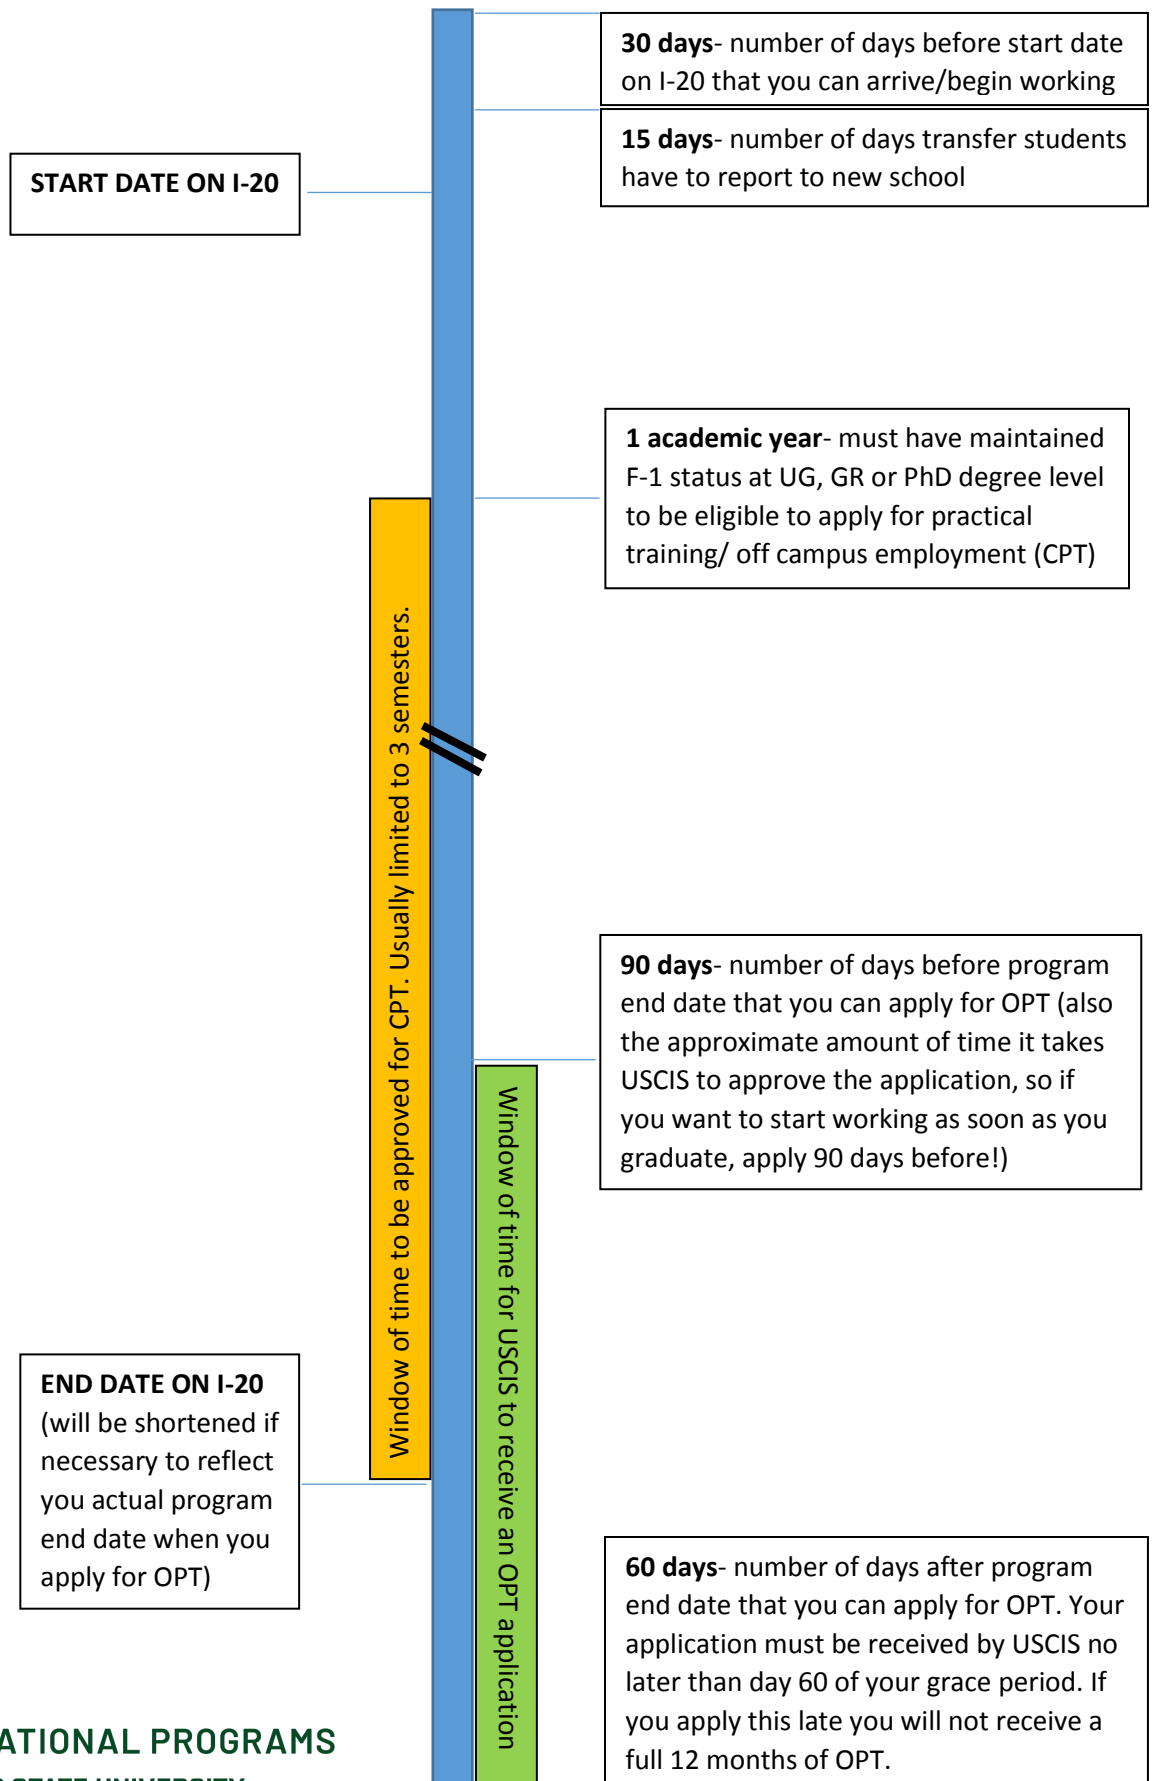 30 days- number of days before start date
on I-20 that you can arrive/begin working
15 days- number of days transfer students
have to report to new school
START DATE ON I-20
1 academic year- must have maintained
F-1 status at UG, GR or PhD degree level
to be eligible to apply for practical
training/ off campus employment (CPT)
Window of time to be approved for CPT. Usually limited to 3 semesters.
90 days- number of days before program
end date that you can apply for OPT (also
the approximate amount of time it takes
USCIS to approve the application, so if
you want to start working as soon as you
graduate, apply 90 days before!)
Window of time for USCIS to receive an OPT application
END DATE ON I-20
(will be shortened if
necessary to reflect
you actual program
end date when you
apply for OPT)
60 days- number of days after program
end date that you can apply for OPT. Your
application must be received by USCIS no
later than day 60 of your grace period. If
you apply this late you will not receive a
full 12 months of OPT.
ATIONAL PROGRAMS
STATE UNIVERSITY